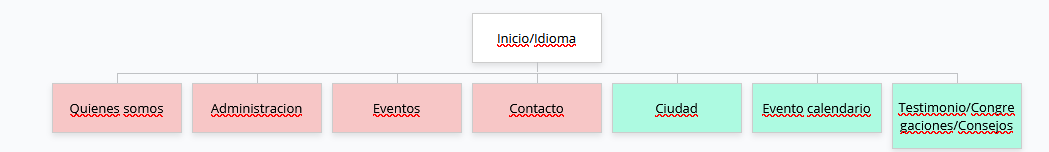 Inicio/Idioma
Quienes somos
Administracion
Eventos
Contacto
Ciudad
Evento calendario
Testimonio/Congre
gaciones/Consejos